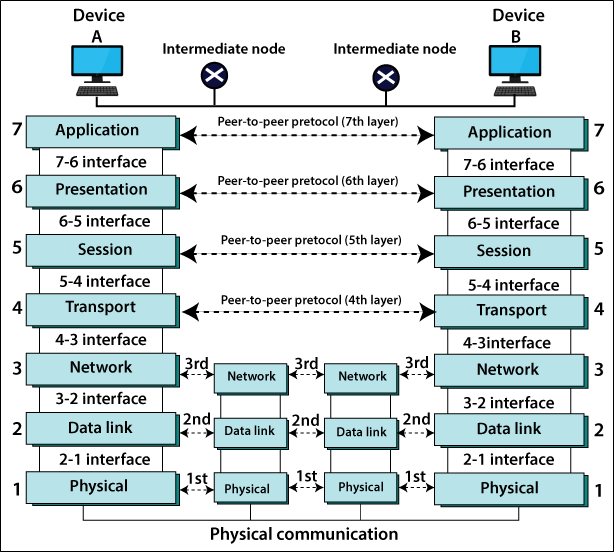 Device
A
Intermediate node
Intermediate node
Device
B
7 Application Peer-to-peer pretocol (7th layer) Application 7
7-6 interface 7-6 interface
6 Presentation Peer-to-peer pretocol (6th layer) Presentation 6
6-5 interface 6-5 interface
5 Session Peer-to-peer pretocol (5th layer) Session 5
5-4 interface 5-4 interface
4 Transport Peer-to-peer pretocol (4th layer) Transport 4
4-3 interface 4-3interface
3 Network 3rd Network 3rd Network 3rd Network 3
3-2 interface 3-2 interface
2 Data link 2nd Data link 2nd Data link 2nd Data link 2
2-1 interface 2-1 interface
1 Physical 1st Physical 1st Physical 1st Physical 1
Physical communication